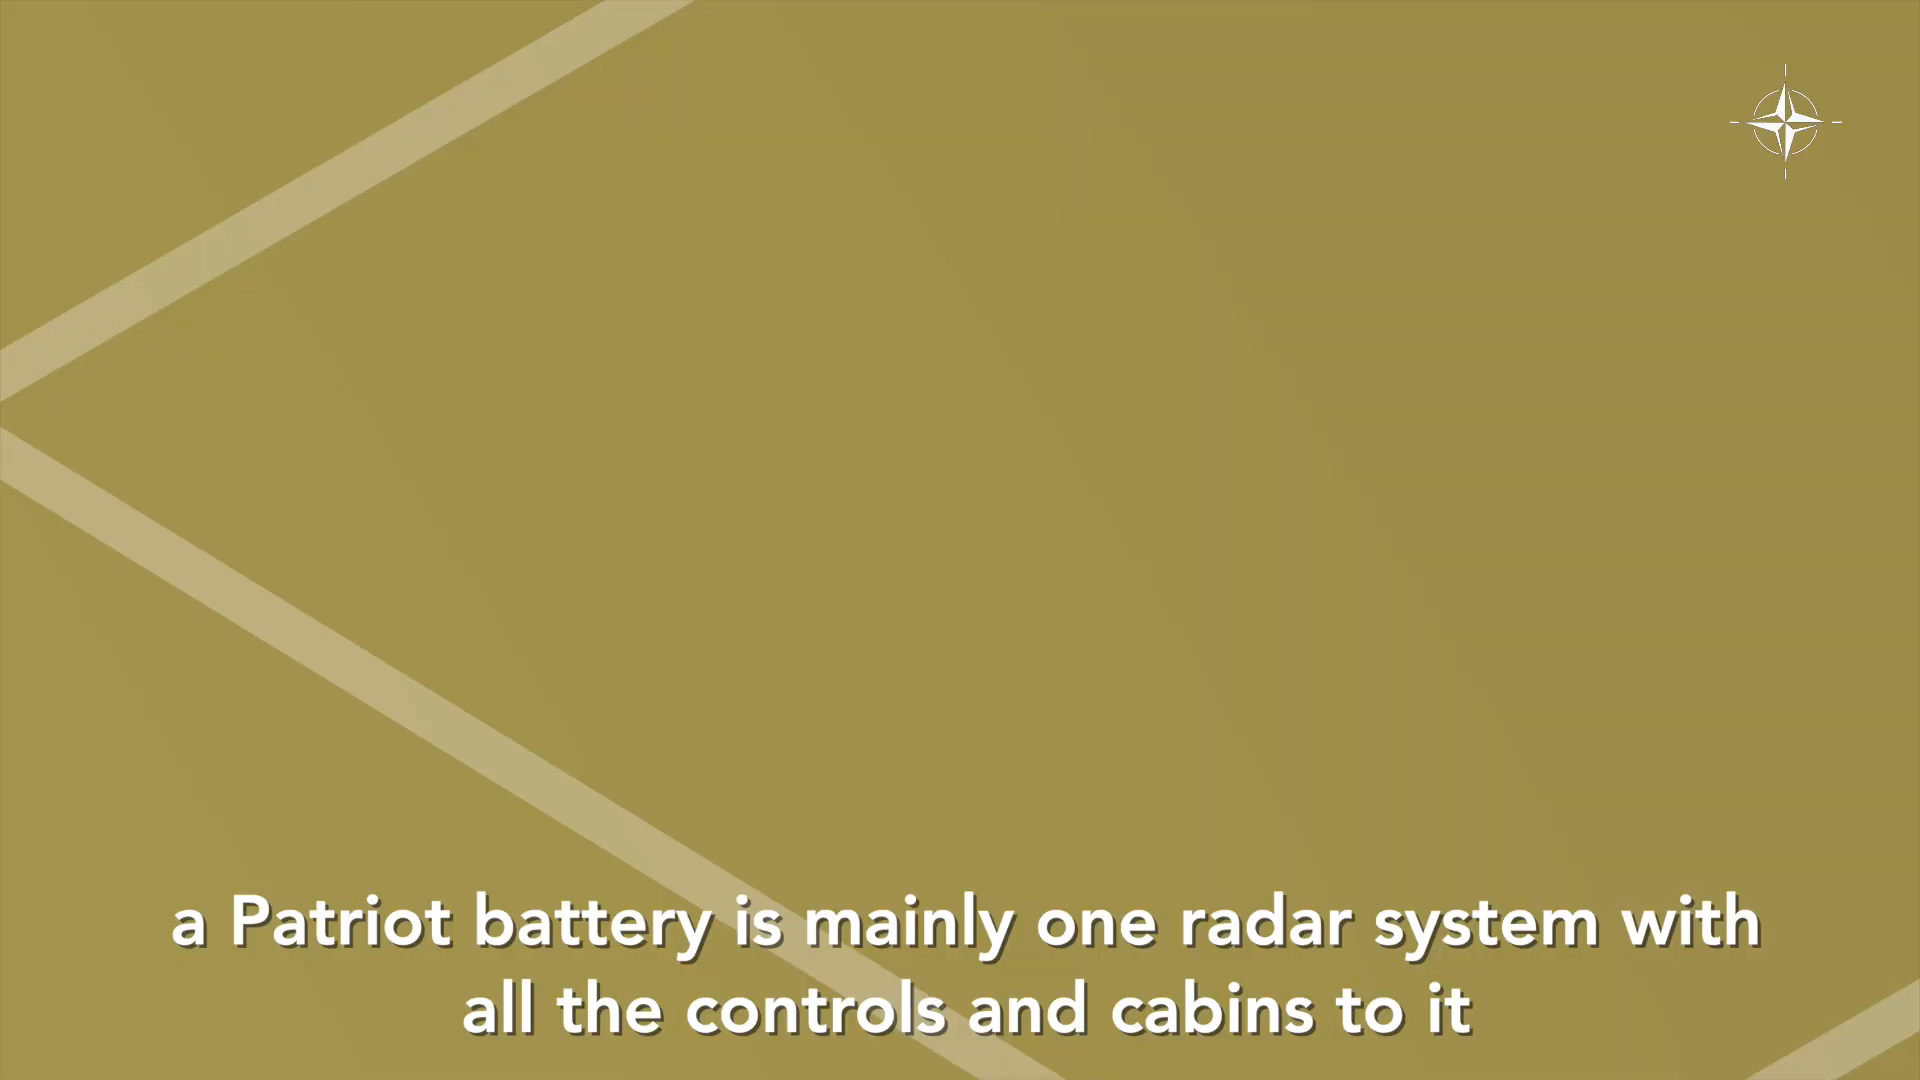 a Patriot battery is mainly one radar system with
all the controls and cabins to it